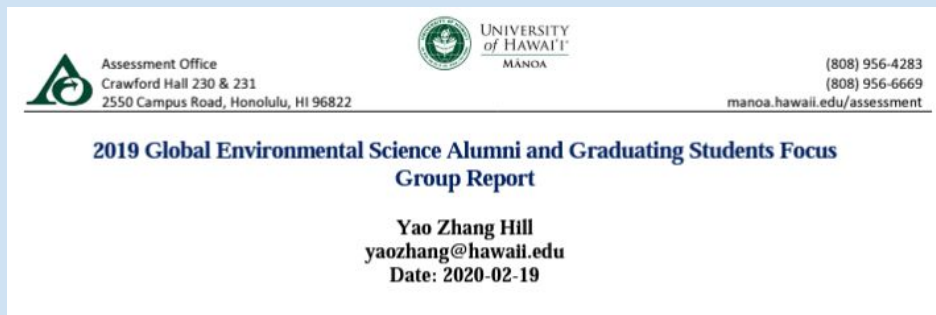 UNIVERSITY
of HAWAIʻI®
MĀNOA
Assessment Office
Crawford Hall 230 & 231
2550 Campus Road, Honolulu, HI 96822
(808) 956-4283
(808) 956-6669
manoa.hawaii.edu/assessment
2019 Global Environmental Science Alumni and Graduating Students Focus
Group Report
Yao Zhang Hill
yaozhang@hawaii.edu
Date: 2020-02-19